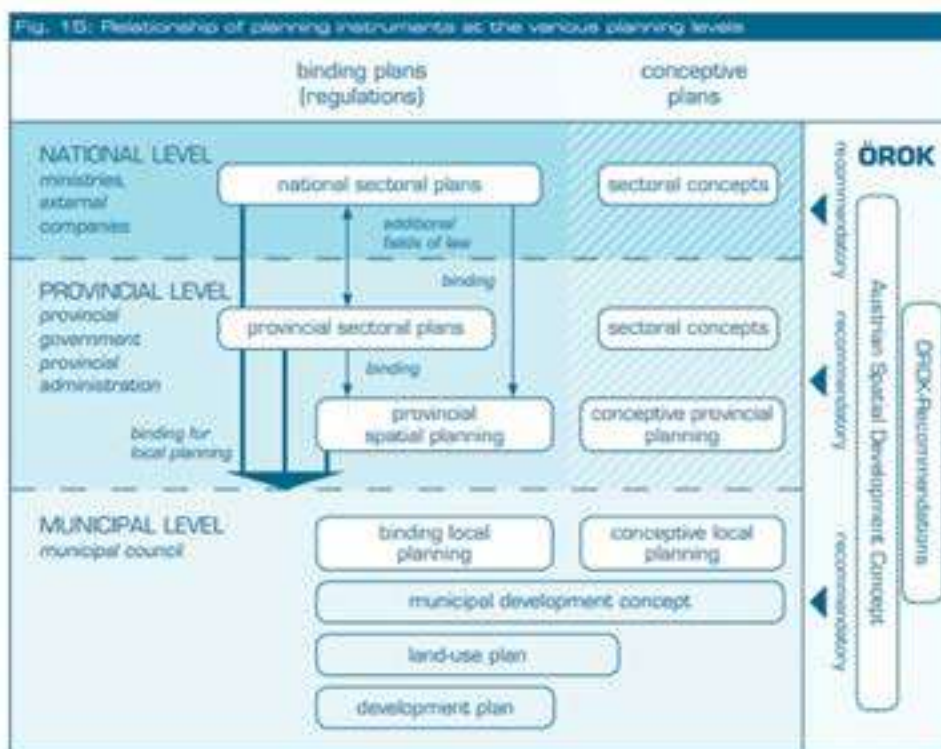 Fig. 15: Relationship of planning instruments at the various planning levels
binding plans
(regulations)
conceptive
plans
NATIONAL LEVEL
ministries,
external
companies
national sectoral plans
sectoral concepts
additional
fields of law
binding
PROVINCIAL LEVEL
provincial
government
provincial
administration
provincial sectoral plans
sectoral concepts
binding
provincial
spatial planning
conceptive provincial
planning
binding for
local planning
MUNICIPAL LEVEL
municipal council
binding local
planning
conceptive local
planning
municipal development concept
land-use plan
development plan
ÖROK
recommendatory
recommendatory
recommendatory
Austrian Spatial Development Concept
ÖROK-Recommendations